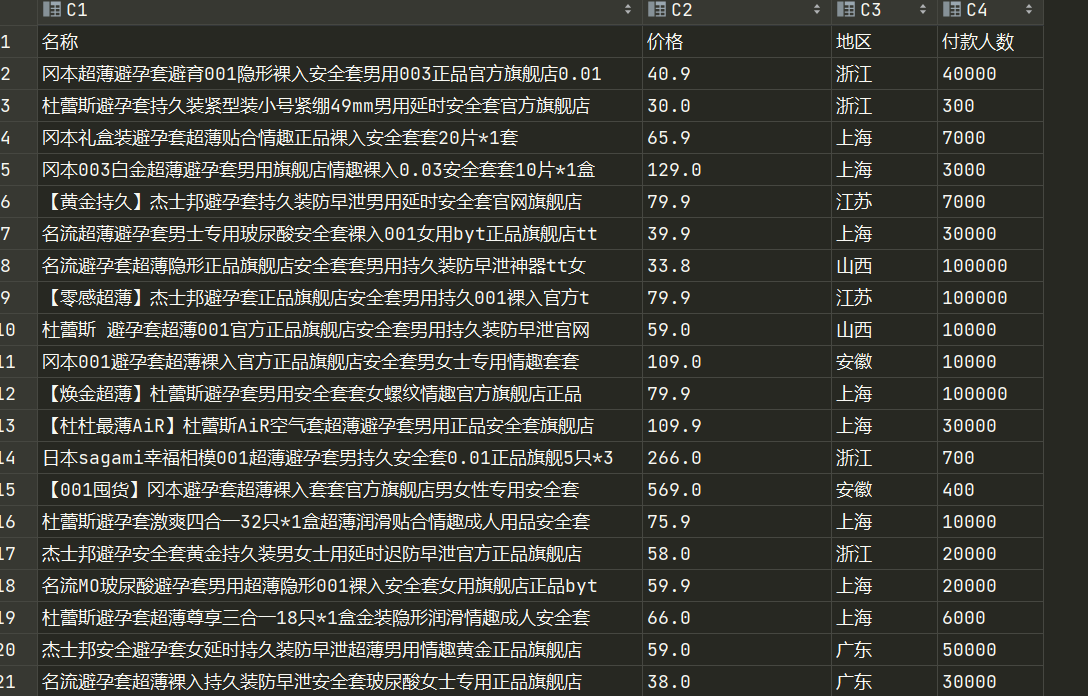 C1 C2 C3 C4
1 名称 价格 地区 付款人数
2 冈本超薄避孕套避育001隐形裸入安全套男用003正品官方旗舰店0.01 40.9 浙江 40000
3 杜蕾斯避孕套持久装紧型装小号紧绷49mm男用延时安全套官方旗舰店 30.0 浙江 300
4 冈本礼盒装避孕套超薄贴合情趣正品裸入安全套套20片*1套 65.9 上海 7000
5 冈本003白金超薄避孕套男用旗舰店情趣裸入0.03安全套套10片*1盒 129.0 上海 3000
6 【黄金持久】杰士邦避孕套持久装防早泄男用延时安全套官网旗舰店 79.9 江苏 7000
7 名流超薄避孕套男士专用玻尿酸安全套裸入001女用byt正品旗舰店tt 39.9 上海 30000
8 名流避孕套超薄隐形正品旗舰店安全套套男用持久装防早泄神器tt女 33.8 山西 100000
9 【零感超薄】杰士邦避孕套正品旗舰店安全套男用持久001裸入官方t 79.9 江苏 100000
10 杜蕾斯 避孕套超薄001官方正品旗舰店安全套男用持久装防早泄官网 59.0 山西 10000
11 冈本001避孕套超薄裸入官方正品旗舰店安全套男女士专用情趣套套 109.0 安徽 10000
12 【焕金超薄】杜蕾斯避孕套男用安全套套女螺纹情趣官方旗舰店正品 79.9 上海 100000
13 【杜杜最薄AiR】杜蕾斯AiR空气套超薄避孕套男用正品安全套旗舰店 109.9 上海 30000
14 日本sagami幸福相模001超薄避孕套男持久安全套0.01正品旗舰5只*3 266.0 浙江 700
15 【001囤货】冈本避孕套超薄裸入套套官方旗舰店男女性专用安全套 569.0 安徽 400
16 杜蕾斯避孕套激爽四合一32只*1盒超薄润滑贴合情趣成人用品安全套 75.9 上海 10000
17 杰士邦避孕安全套黄金持久装男女士用延时迟防早泄官方正品旗舰店 58.0 浙江 20000
18 名流MO玻尿酸避孕套男用超薄隐形001裸入安全套女用旗舰店正品byt 59.9 上海 20000
19 杜蕾斯避孕套超薄尊享三合一18只*1盒金装隐形润滑情趣成人安全套 66.0 上海 6000
20 杰士邦安全避孕套女延时持久装防早泄超薄男用情趣黄金正品旗舰店 59.0 广东 50000
21 名流避孕套超薄裸入持久装防早泄安全套玻尿酸女士专用正品旗舰店 38.0 广东 30000